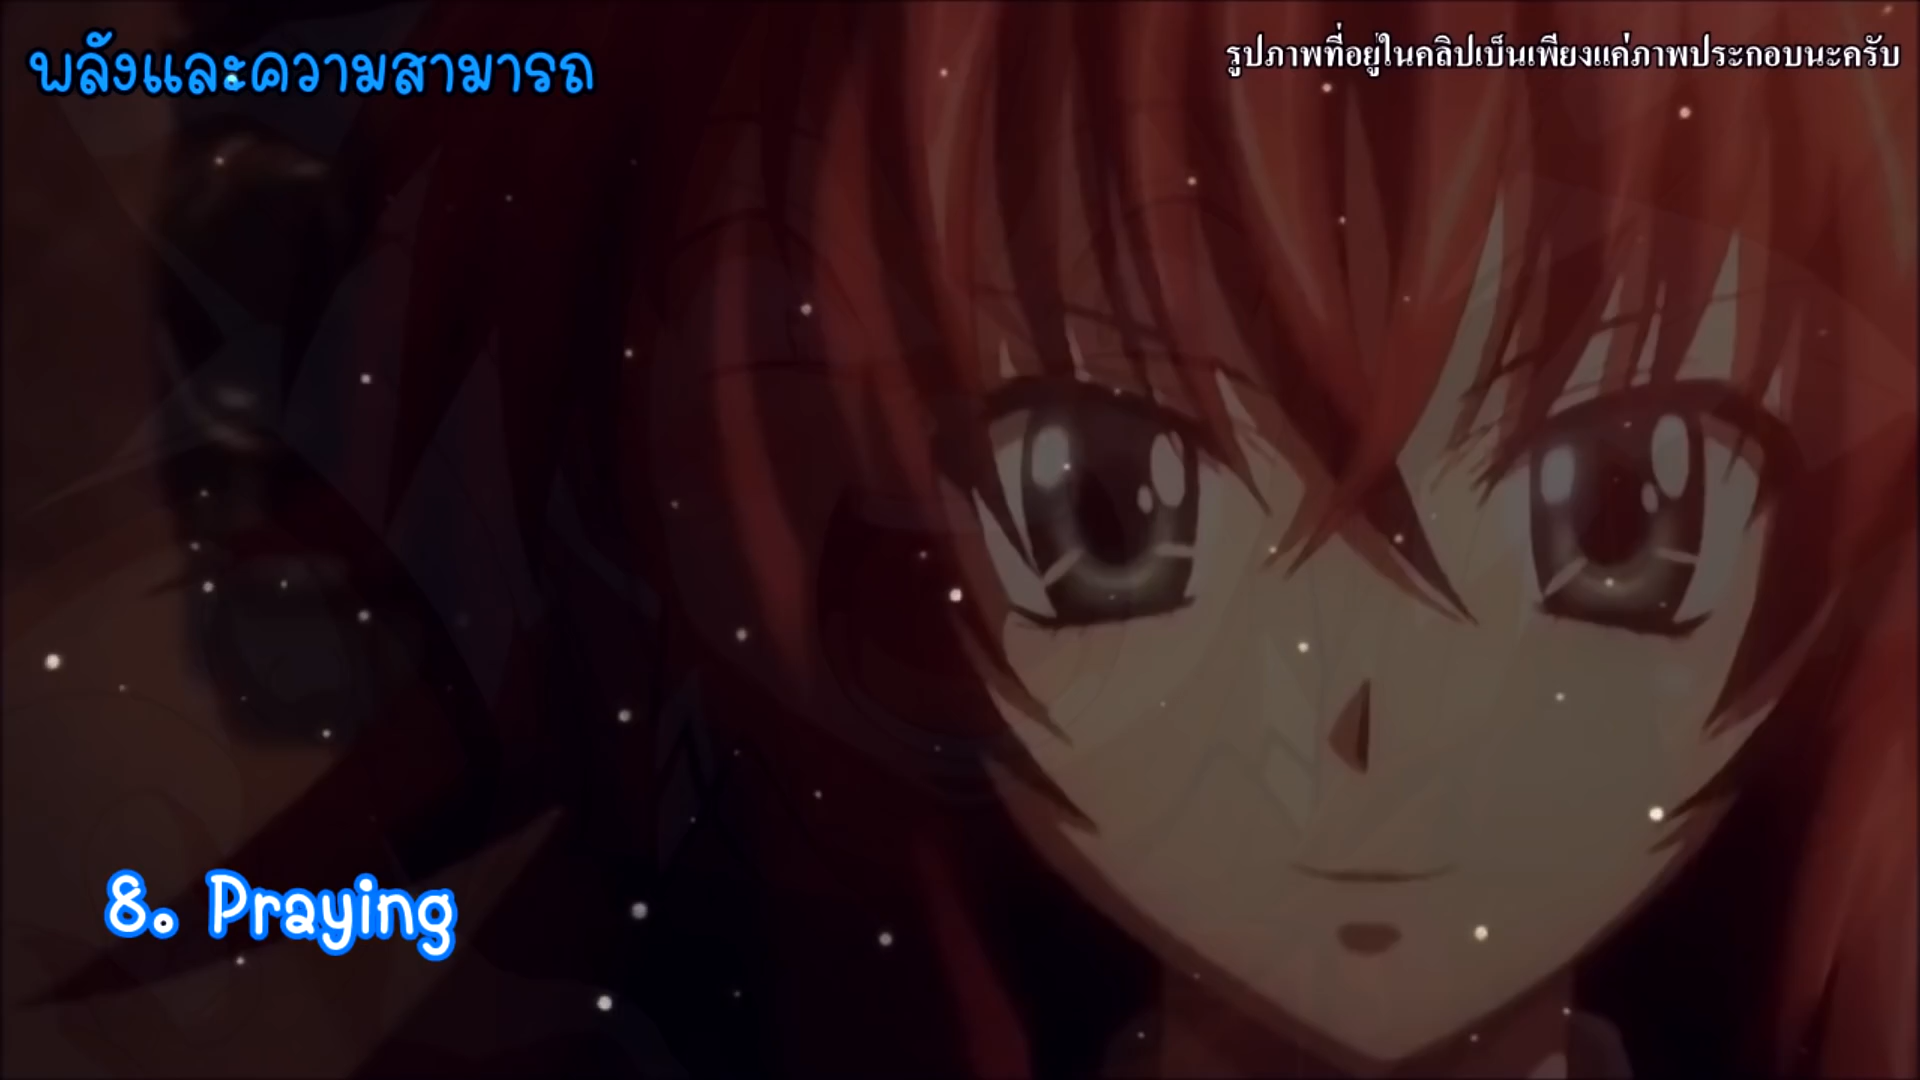 พลังและความสามารถ
รูปภาพที่อยู่ในคลิปเบ็นเพียงแค่ภาพประกอบนะครับ
8. Praying